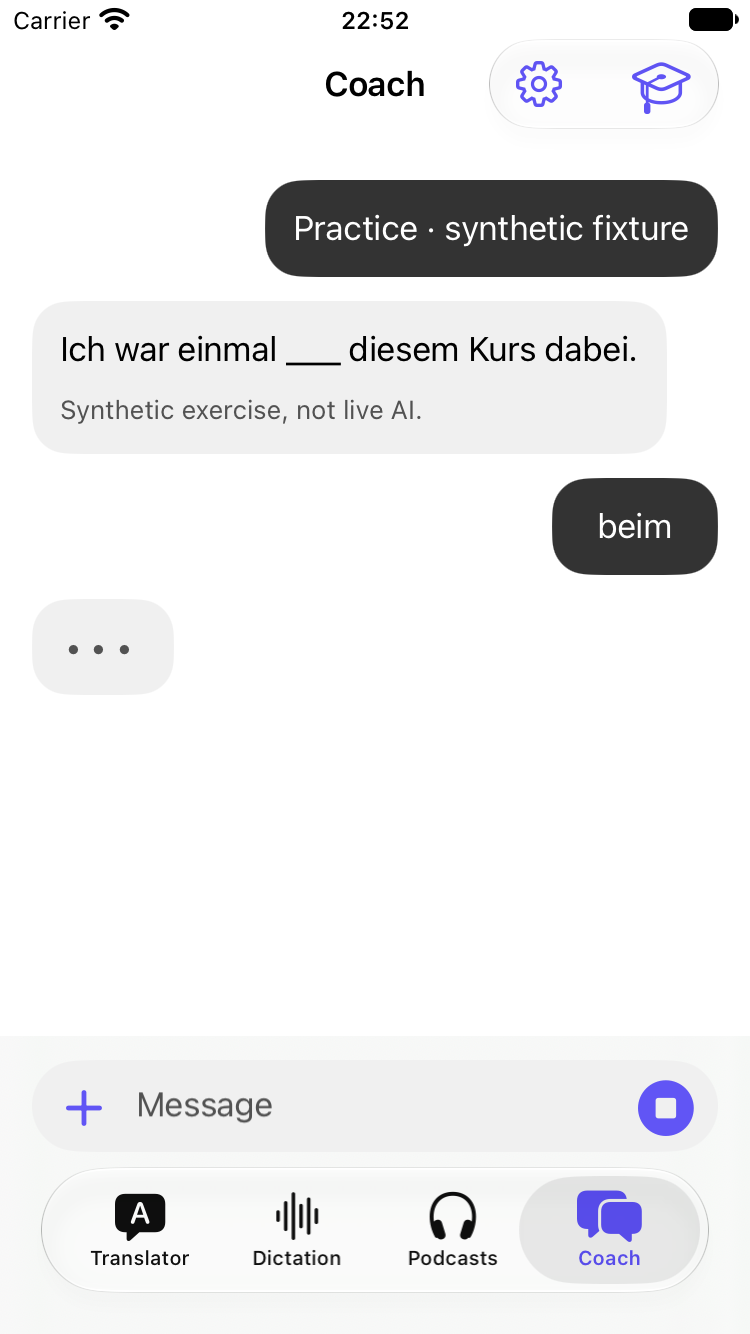 Carrier 22:52
Coach
Practice · synthetic fixture
Ich war einmal ___ diesem Kurs dabei.
Synthetic exercise, not live AI.
beim
Message
A
Translator Dictation Podcasts Coach